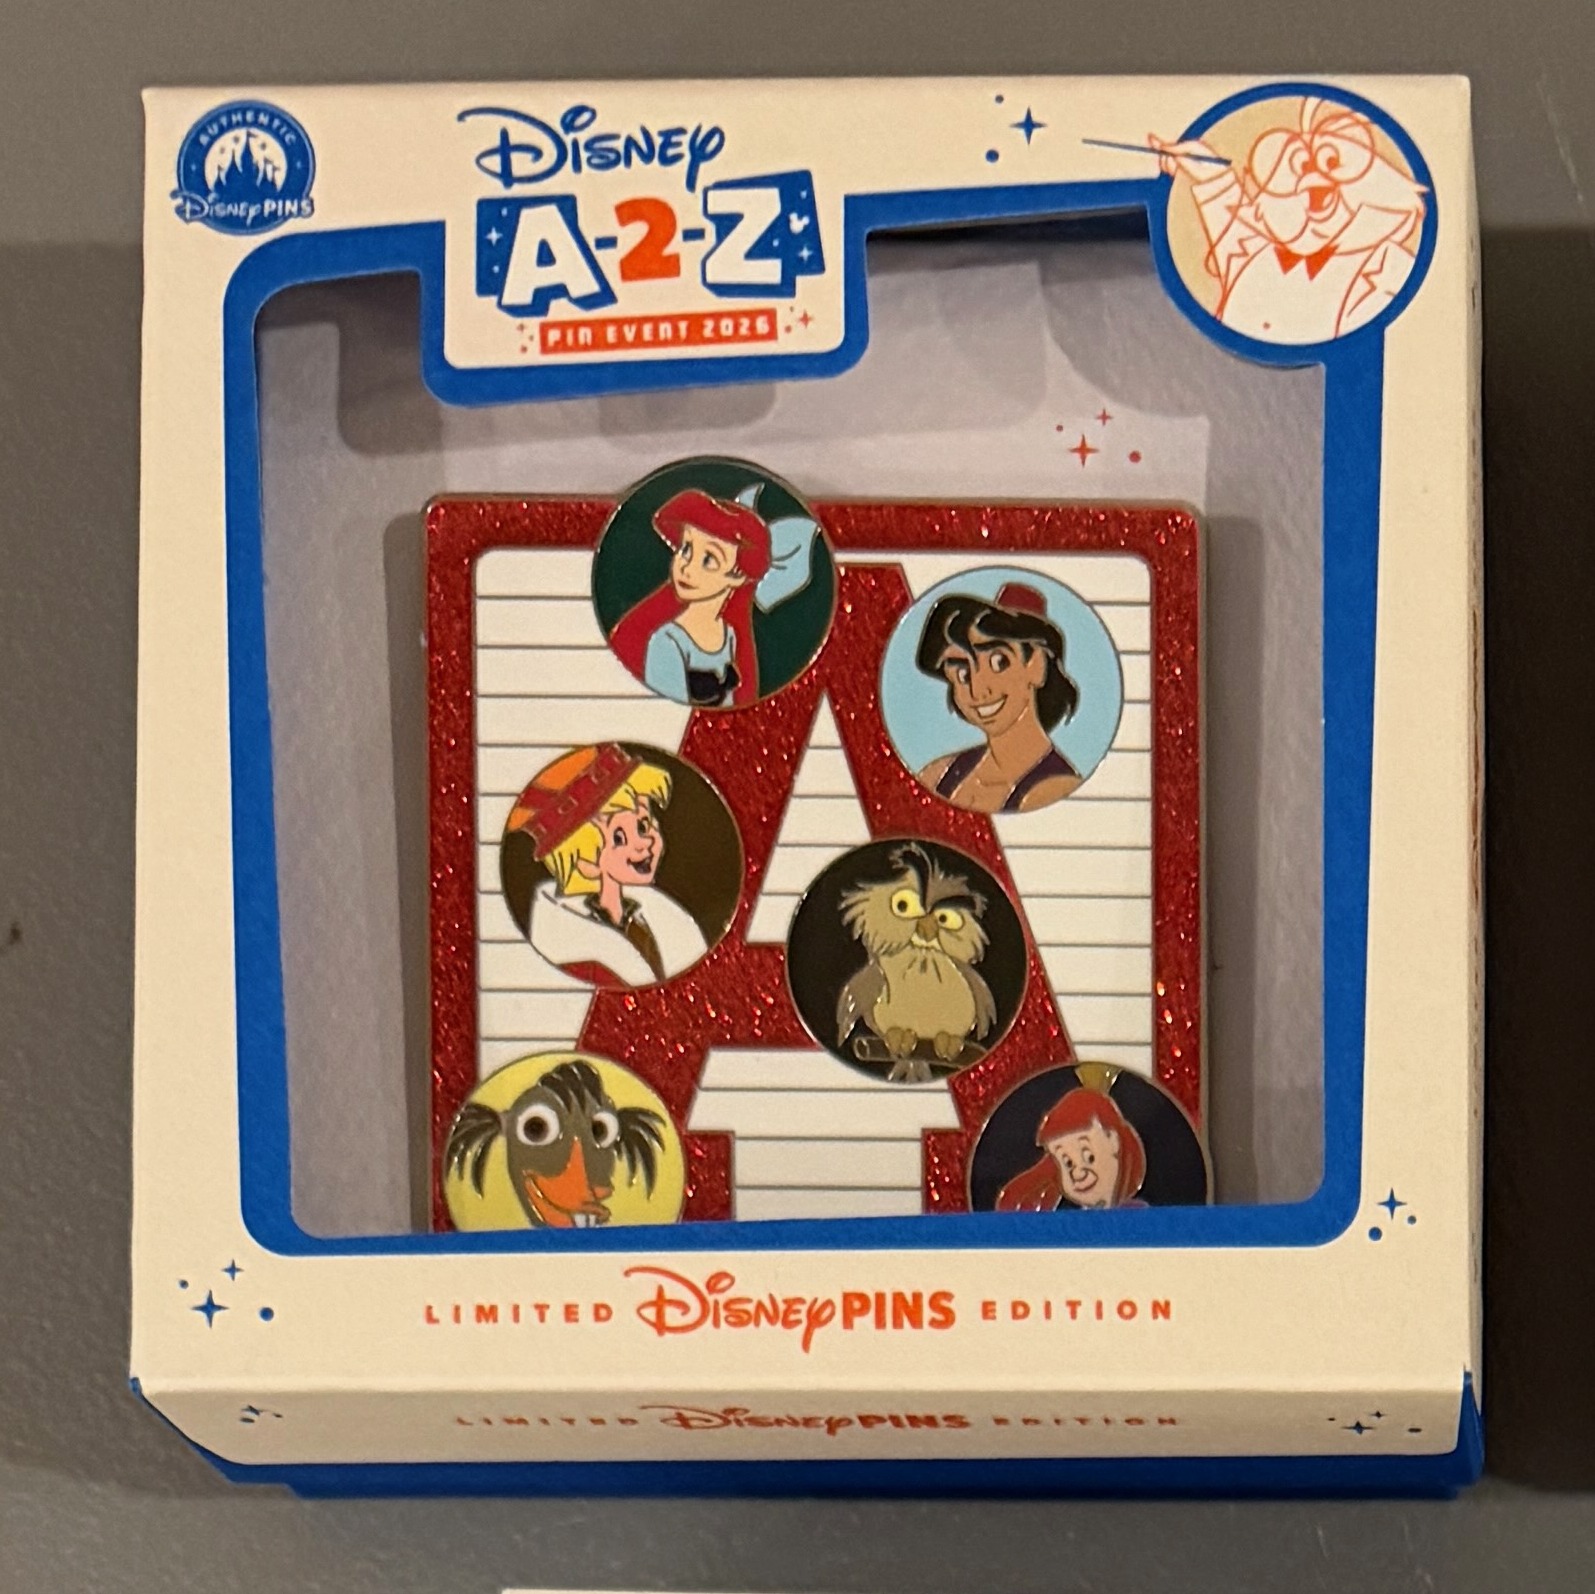 AUTHENTIC
Disney PINS
Disney
A-2-Z
PIN EVENT 2026
A
LIMITED Disney PINS EDITION
LIMITED Disney PINS EDITION